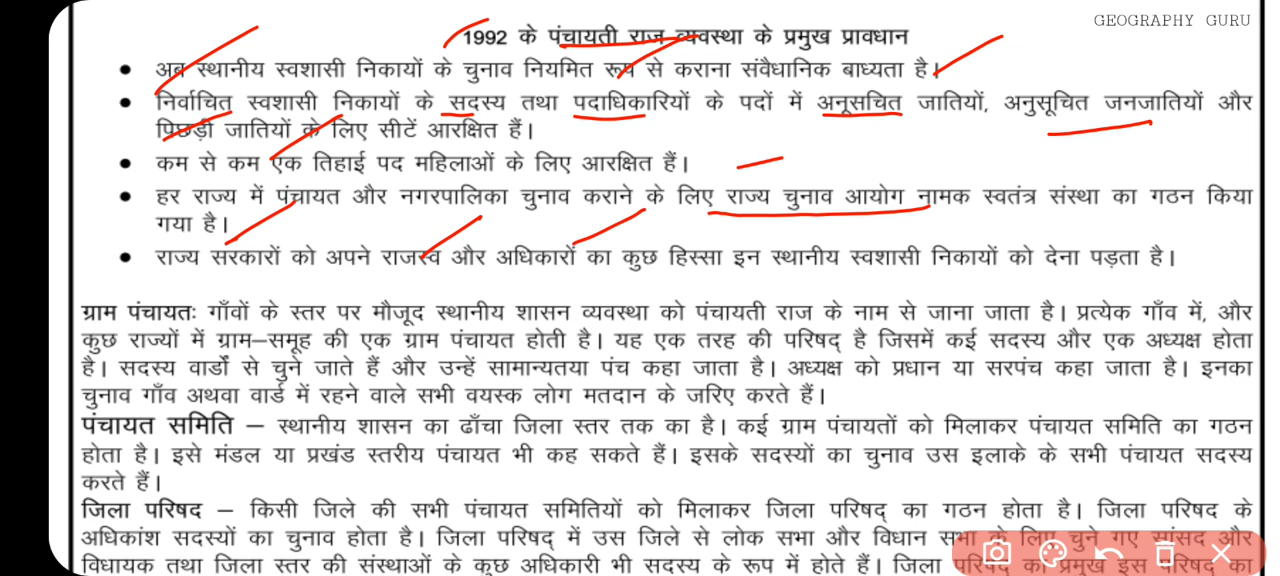 GEOGRAPHY GURU
1992 के पंचायती राज व्यवस्था के प्रमुख प्रावधान
● अब स्थानीय स्वशासी निकायों के चुनाव नियमित रूप से कराना संवैधानिक बाध्यता है।
● निर्वाचित स्वशासी निकायों के सदस्य तथा पदाधिकारियों के पदों में अनुसचित जातियों, अनुसूचित जनजातियों और
पिछड़ी जातियों के लिए सीटें आरक्षित हैं।
● कम से कम एक तिहाई पद महिलाओं के लिए आरक्षित हैं।
● हर राज्य में पंचायत और नगरपालिका चुनाव कराने के लिए राज्य चुनाव आयोग नामक स्वतंत्र संस्था का गठन किया
गया है।
● राज्य सरकारों को अपने राजस्व और अधिकारों का कुछ हिस्सा इन स्थानीय स्वशासी निकायों को देना पड़ता है।
ग्राम पंचायतः गाँवों के स्तर पर मौजूद स्थानीय शासन व्यवस्था को पंचायती राज के नाम से जाना जाता है। प्रत्येक गाँव में, और
कुछ राज्यों में ग्राम–समूह की एक ग्राम पंचायत होती है। यह एक तरह की परिषद् है जिसमें कई सदस्य और एक अध्यक्ष होता
है। सदस्य वार्डों से चुने जाते हैं और उन्हें सामान्यतया पंच कहा जाता है। अध्यक्ष को प्रधान या सरपंच कहा जाता है। इनका
चुनाव गाँव अथवा वार्ड में रहने वाले सभी वयस्क लोग मतदान के जरिए करते हैं।
पंचायत समिति – स्थानीय शासन का ढाँचा जिला स्तर तक का है। कई ग्राम पंचायतों को मिलाकर पंचायत समिति का गठन
होता है। इसे मंडल या प्रखंड स्तरीय पंचायत भी कह सकते हैं। इसके सदस्यों का चुनाव उस इलाके के सभी पंचायत सदस्य
करते हैं।
जिला परिषद – किसी जिले की सभी पंचायत समितियों को मिलाकर जिला परिषद् का गठन होता है। जिला परिषद के
अधिकांश सदस्यों का चुनाव होता है। जिला परिषद् में उस जिले से लोक सभा और विधान सभा के लिए चुने गए सांसद और
विधायक तथा जिला स्तर की संस्थाओं के कुछ अधिकारी भी सदस्य के रूप में होते हैं। जिला परिषद् का प्रमुख इस परिषद का